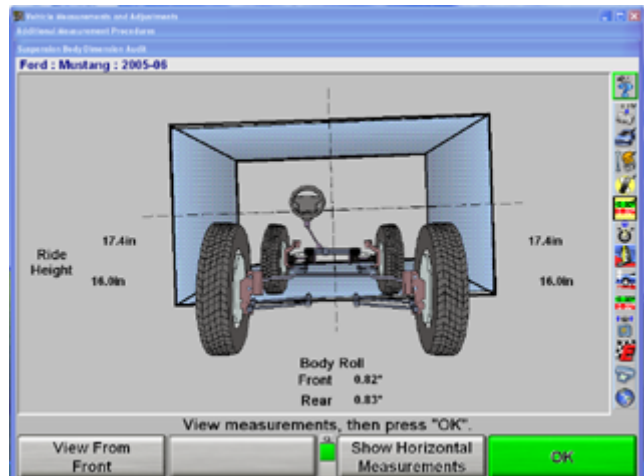 Vehicle Measurements and Adjustments
Additional Measurement Procedures
Suspension Body Dimension Audit
Ford : Mustang : 2005-06
17.4in
17.4in
Ride
Height
16.0in
16.0in
Body Roll
Front 0.82"
Rear 0.83"
View measurements, then press "OK".
View From
Front
Show Horizontal
Measurements
OK